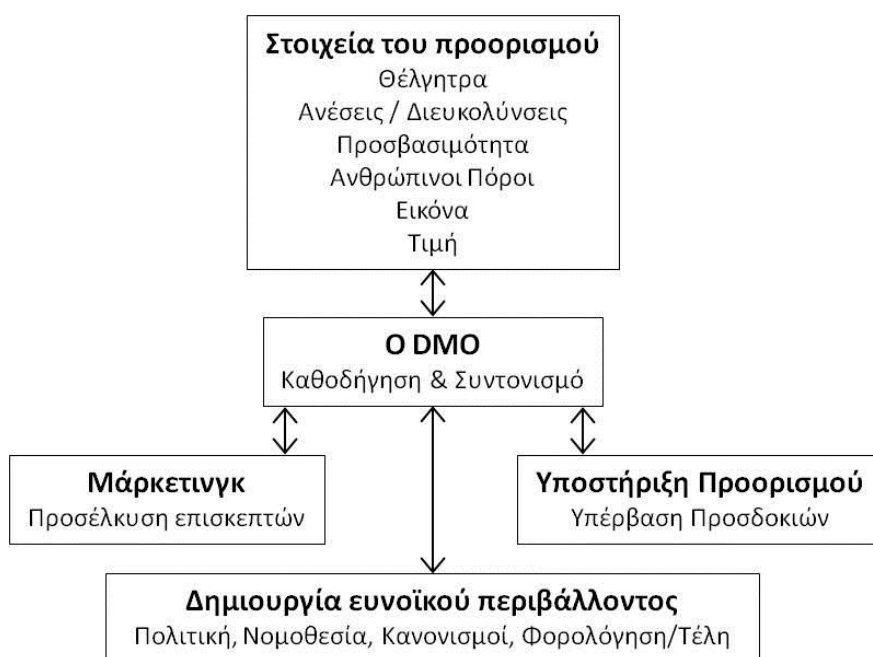 Στοιχεία του προορισμού
Θέλγητρα
Ανέσεις / Διευκολύνσεις
Προσβασιμότητα
Ανθρώπινοι Πόροι
Εικόνα
Τιμή
Ο DMO
Καθοδήγηση & Συντονισμό
Μάρκετινγκ
Προσέλκυση επισκεπτών
Υποστήριξη Προορισμού
Υπέρβαση Προσδοκιών
Δημιουργία ευνοϊκού περιβάλλοντος
Πολιτική, Νομοθεσία, Κανονισμοί, Φορολόγηση/Τέλη